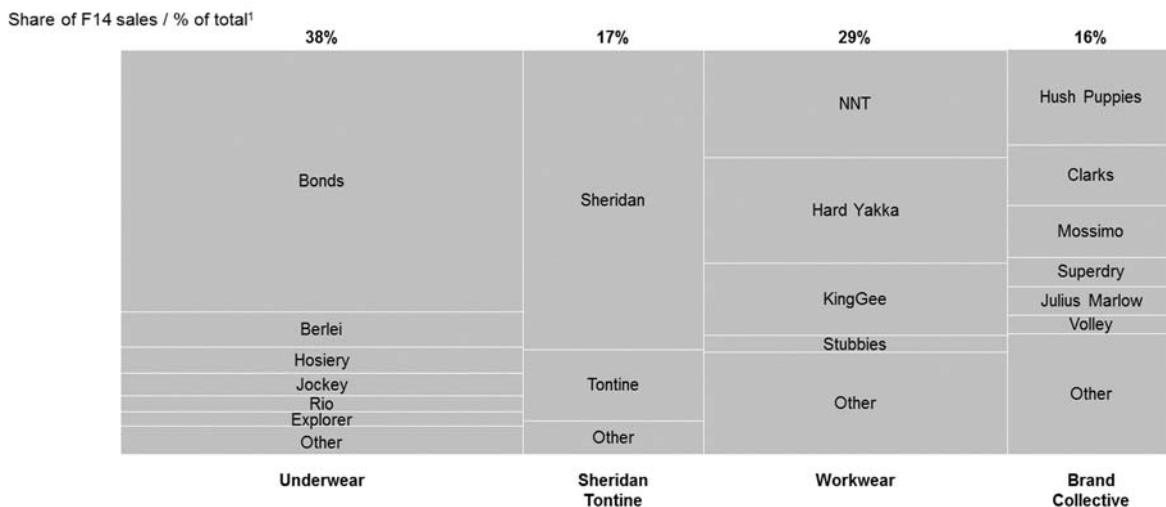 Share of F14 sales / % of total¹
38% 17% 29% 16%
Bonds
Berlei
Hosiery
Jockey
Rio
Explorer
Other
Sheridan
Tontine
Other
NNT
Hard Yakka
KingGee
Stubbies
Other
Hush Puppies
Clarks
Mossimo
Superdry
Julius Marlow
Volley
Other
Underwear
Sheridan
Tontine
Workwear
Brand
Collective